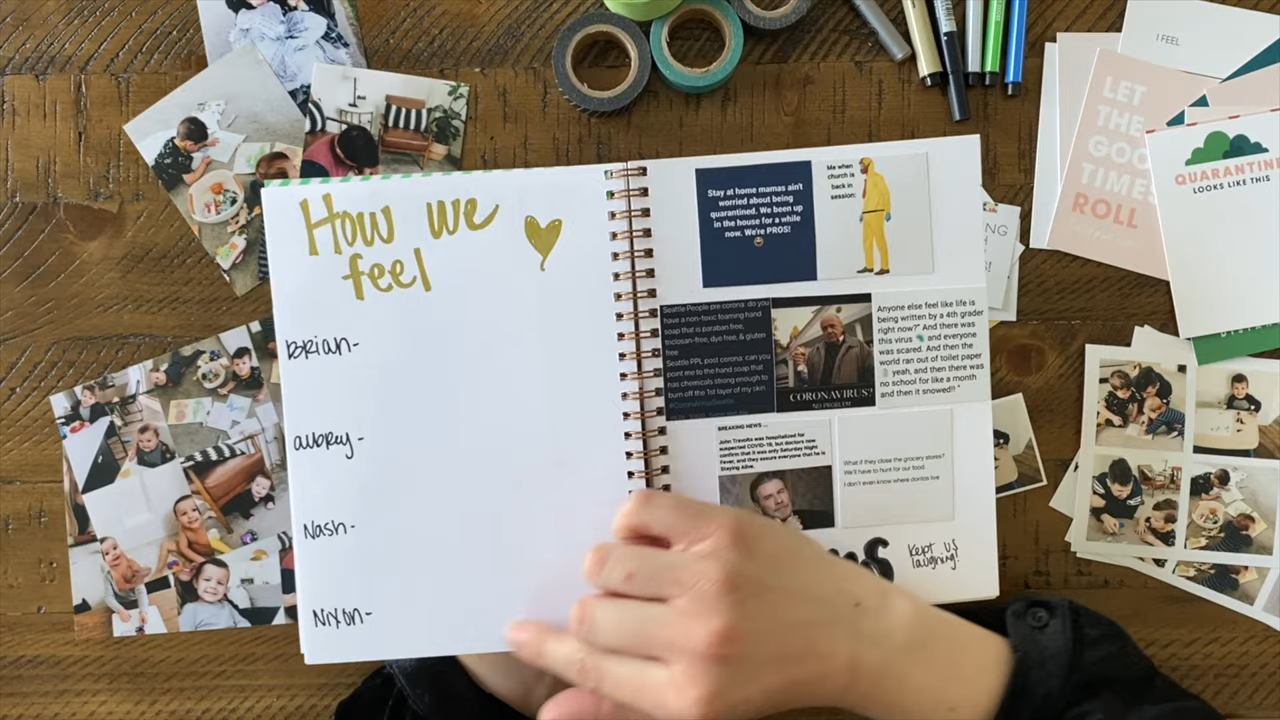 How we
feel
Brian-
Aubrey-
Nash-
Nixon-
Stay at home mamas ain't
worried about being
quarantined. We been up
in the house for a while
now. We're PROS!
Me when
church is
back in
session:
Seattle People pre corona: do you
have a non-toxic foaming hand
soap that is paraban free,
triclosan-free, dye free, & gluten
free
Seattle PPL post corona: can you
point me to the hand soap that
has chemicals strong enough to
burn off the 1st layer of my skin
#CoronaVirusSeattle
CORONAVIRUS?
NO PROBLEM
Anyone else feel like life is
being written by a 4th grader
right now?" And there was
this virus 🦠 and everyone
was scared. And then the
world ran out of toilet paper
🧻 yeah, and then there was
no school for like a month
and then it snowed!! "
BREAKING NEWS ...
John Travolta was hospitalized for
suspected COVID-19, but doctors now
confirm that it was only Saturday Night
Fever, and they assure everyone that he is
Staying Alive.
What if they close the grocery stores?
We'll have to hunt for our food.
I don't even know where doritos live
Kept us
laughing!
I FEEL
LET
THE
GOOD
TIMES
ROLL
QUARANTINE
LOOKS LIKE THIS